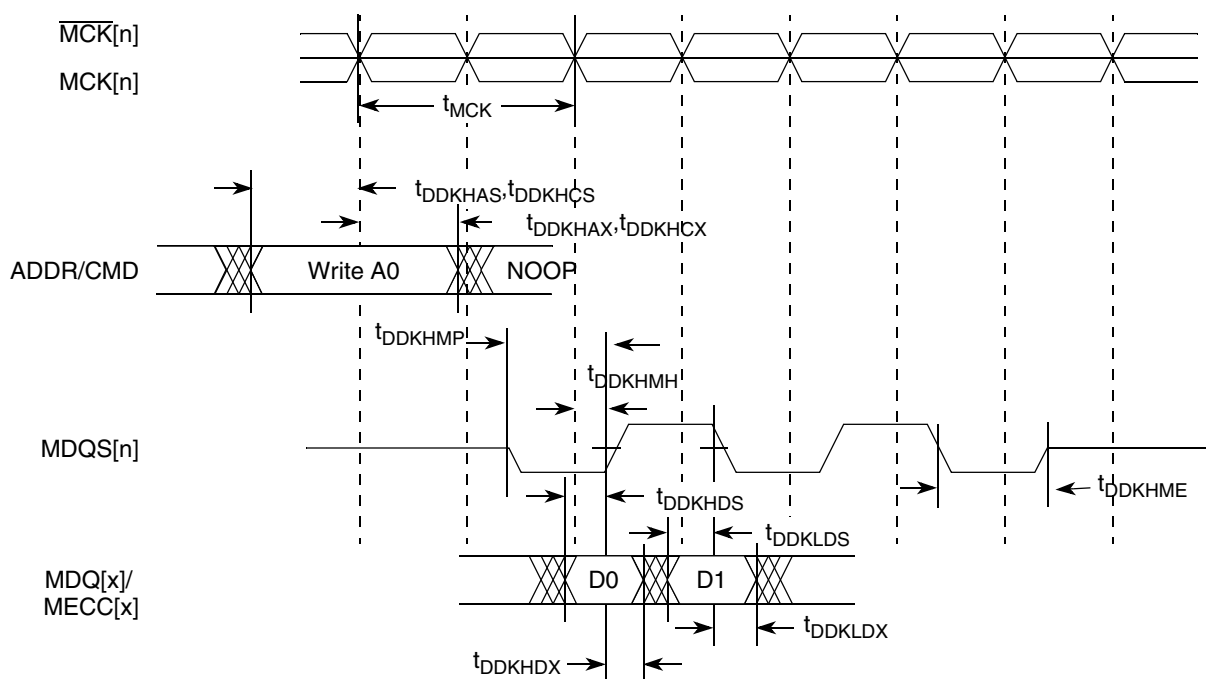 MCK[n]
MCK[n]
tMCK
tDDKHAS,tDDKHCS
tDDKHAX,tDDKHCX
ADDR/CMD
Write A0
NOOP
tDDKHMP
tDDKHMH
MDQS[n]
tDDKHDS
tDDKHME
tDDKLDS
MDQ[x]/
MECC[x]
D0
D1
tDDKLDX
tDDKHDX